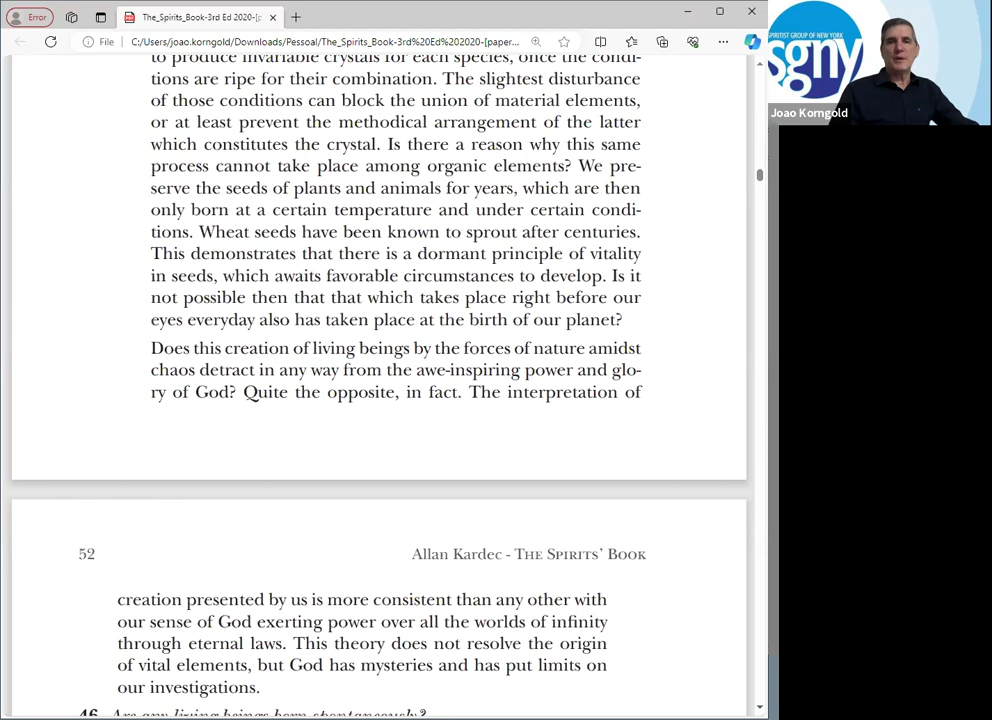 Error
The_Spirits_Book-3rd Ed 2020-[p
File
C:/Users/joao.korngold/Downloads/Pessoal/The_Spirits_Book-3rd%20Ed%202020-[paper...
SPIRITIST GROUP OF NEW YORK
sgny
Joao Korngold
to produce invariable crystals for each species, once the condi-
tions are ripe for their combination. The slightest disturbance
of those conditions can block the union of material elements,
or at least prevent the methodical arrangement of the latter
which constitutes the crystal. Is there a reason why this same
process cannot take place among organic elements? We pre-
serve the seeds of plants and animals for years, which are then
only born at a certain temperature and under certain condi-
tions. Wheat seeds have been known to sprout after centuries.
This demonstrates that there is a dormant principle of vitality
in seeds, which awaits favorable circumstances to develop. Is it
not possible then that that which takes place right before our
eyes everyday also has taken place at the birth of our planet?
Does this creation of living beings by the forces of nature amidst
chaos detract in any way from the awe-inspiring power and glo-
ry of God? Quite the opposite, in fact. The interpretation of
52
Allan Kardec - The Spirits' Book
creation presented by us is more consistent than any other with
our sense of God exerting power over all the worlds of infinity
through eternal laws. This theory does not resolve the origin
of vital elements, but God has mysteries and has put limits on
our investigations.
46 Are any living beings born spontaneously?